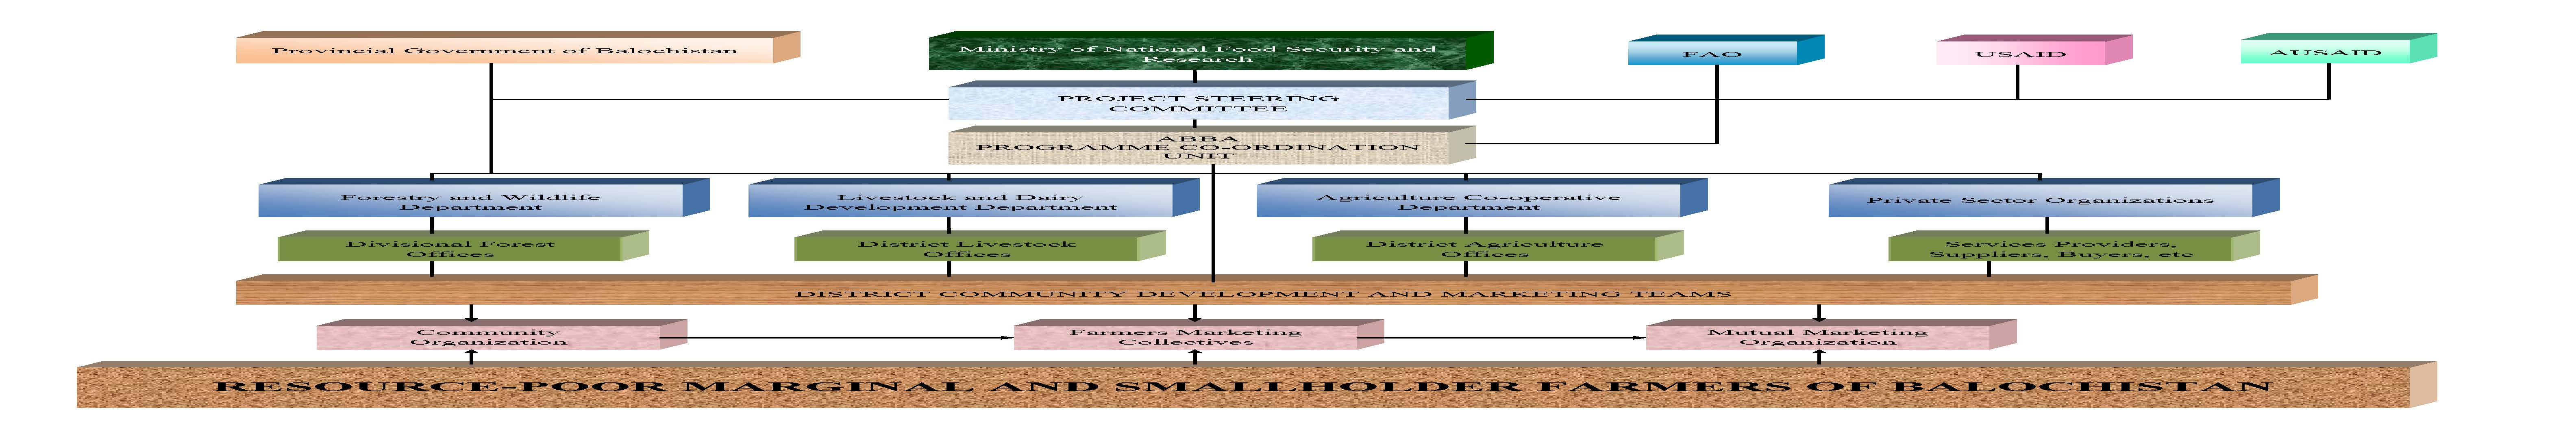 Provincial Government of Balochistan
Ministry of National Food Security and
Research
FAO
USAID
AUSAID
PROJECT STEERING
COMMITTEE
ABBA
PROGRAMME CO-ORDINATION
UNIT
Forestry and Wildlife
Department
Livestock and Dairy
Development Department
Agriculture Co-operative
Department
Private Sector Organizations
Divisional Forest
Offices
District Livestock
Offices
District Agriculture
Offices
Services Providers,
Suppliers, Buyers, etc
DISTRICT COMMUNITY DEVELOPMENT AND MARKETING TEAMS
Community
Organization
Farmers Marketing
Collectives
Mutual Marketing
Organization
RESOURCE-POOR MARGINAL AND SMALLHOLDER FARMERS OF BALOCHISTAN